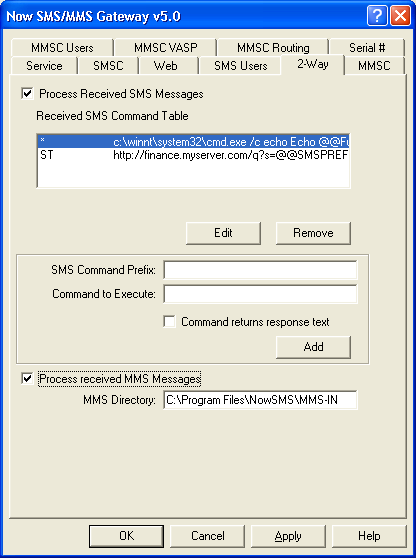 Now SMS/MMS Gateway v5.0
MMSC Users MMSC VASP MMSC Routing Serial #
Service SMSC Web SMS Users 2-Way MMSC
Process Received SMS Messages
Received SMS Command Table
* c:\winnt\system32\cmd.exe /c echo Echo @@Fu
ST http://finance.myserver.com/q?s=@@SMSPREF
Edit Remove
SMS Command Prefix:
Command to Execute:
Command returns response text
Add
Process received MMS Messages
MMS Directory: C:\Program Files\NowSMS\MMS-IN
OK Cancel Apply Help